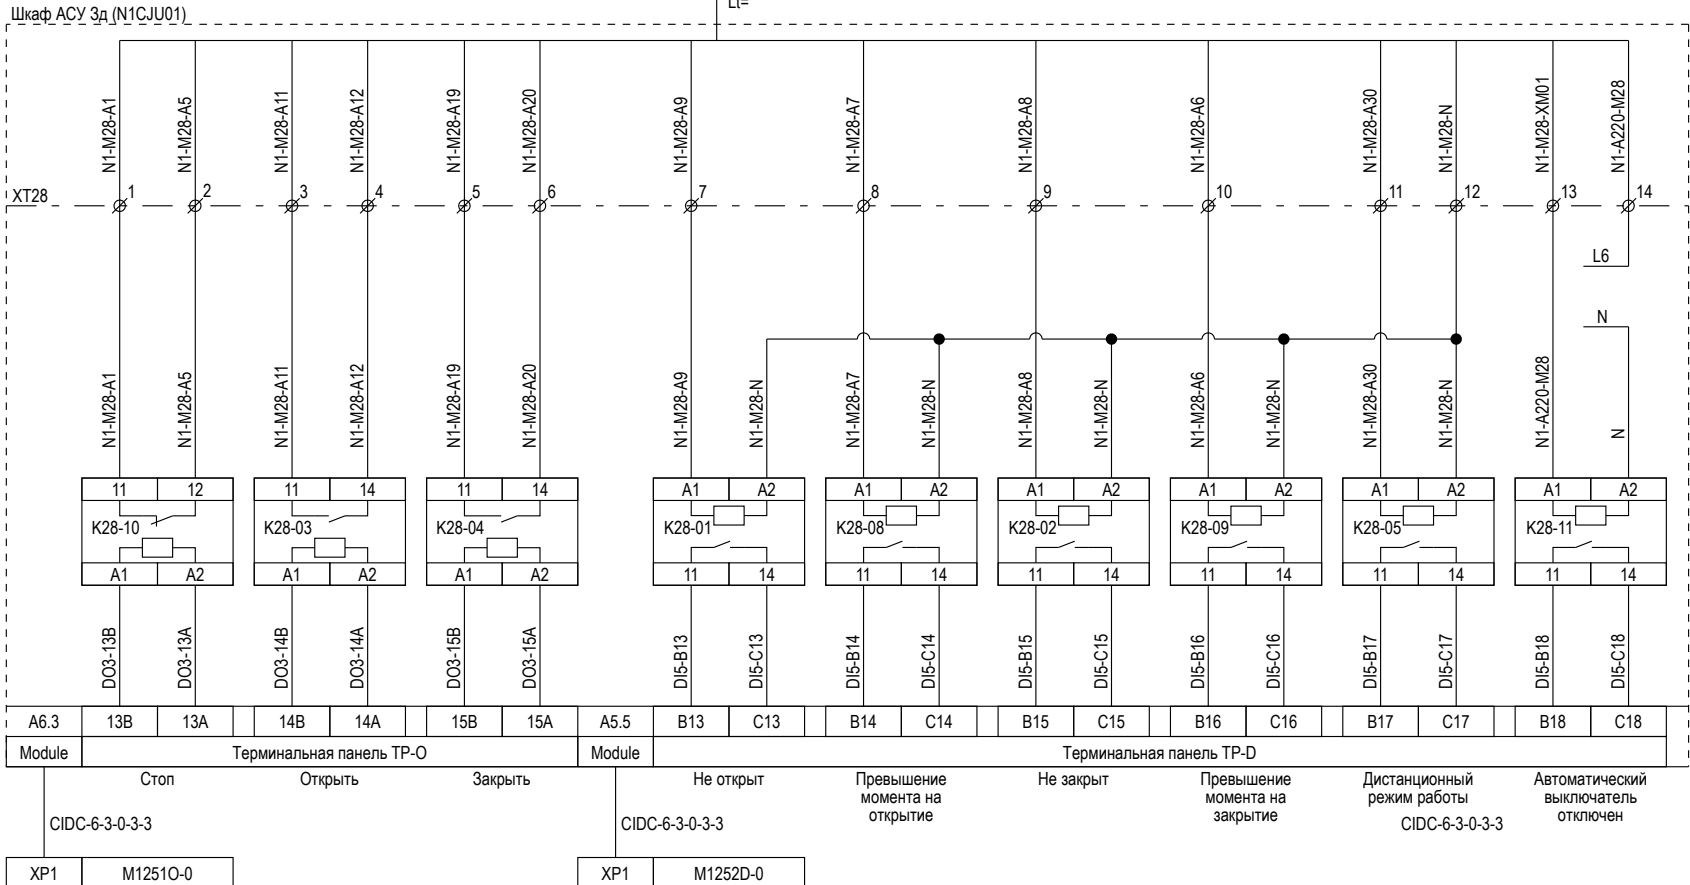 Lt=
Шкаф АСУ 3д (N1CJU01)
N1-M28-A1 N1-M28-A5 N1-M28-A11 N1-M28-A12 N1-M28-A19 N1-M28-A20 N1-M28-A9 N1-M28-A7 N1-M28-A8 N1-M28-A6 N1-M28-A30 N1-M28-N N1-M28-XM01 N1-A220-M28
XT28 1 2 3 4 5 6 7 8 9 10 11 12 13 14
L6
N
N1-M28-A1 N1-M28-A5 N1-M28-A11 N1-M28-A12 N1-M28-A19 N1-M28-A20 N1-M28-A9 N1-M28-N N1-M28-A7 N1-M28-N N1-M28-A8 N1-M28-N N1-M28-A6 N1-M28-N N1-M28-A30 N1-M28-N N1-A220-M28 N
11 12 11 14 11 14 A1 A2 A1 A2 A1 A2 A1 A2 A1 A2 A1 A2
K28-10 K28-03 K28-04 K28-01 K28-08 K28-02 K28-09 K28-05 K28-11
A1 A2 A1 A2 A1 A2 11 14 11 14 11 14 11 14 11 14 11 14
DO3-13B DO3-13A DO3-14B DO3-14A DO3-15B DO3-15A DI5-B13 DI5-C13 DI5-B14 DI5-C14 DI5-B15 DI5-C15 DI5-B16 DI5-C16 DI5-B17 DI5-C17 DI5-B18 DI5-C18
A6.3 13B 13A 14B 14A 15B 15A A5.5 B13 C13 B14 C14 B15 C15 B16 C16 B17 C17 B18 C18
Module Терминальная панель TP-O Module Терминальная панель TP-D
Стоп Открыть Закрыть Не открыт
Превышение
момента на
открытие
Не закрыт
Превышение
момента на
закрытие
Дистанционный
режим работы
Автоматический
выключатель
отключен
CIDC-6-3-0-3-3 CIDC-6-3-0-3-3 CIDC-6-3-0-3-3
XP1 M1251O-0 XP1 M1252D-0